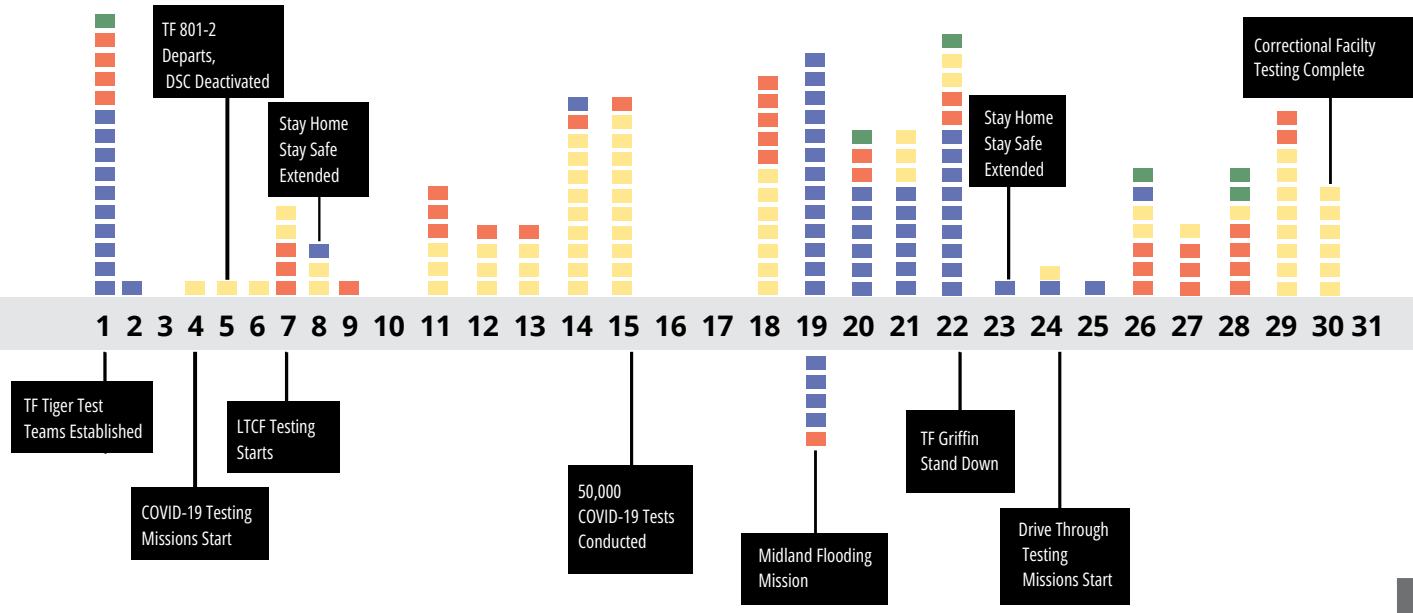 TF 801-2
Departs,
DSC Deactivated
Stay Home
Stay Safe
Extended
Stay Home
Stay Safe
Extended
Correctional Facilty
Testing Complete
1 2 3 4 5 6 7 8 9 10 11 12 13 14 15 16 17 18 19 20 21 22 23 24 25 26 27 28 29 30 31
TF Tiger Test
Teams Established
COVID-19 Testing
Missions Start
LTCF Testing
Starts
50,000
COVID-19 Tests
Conducted
Midland Flooding
Mission
TF Griffin
Stand Down
Drive Through
Testing
Missions Start